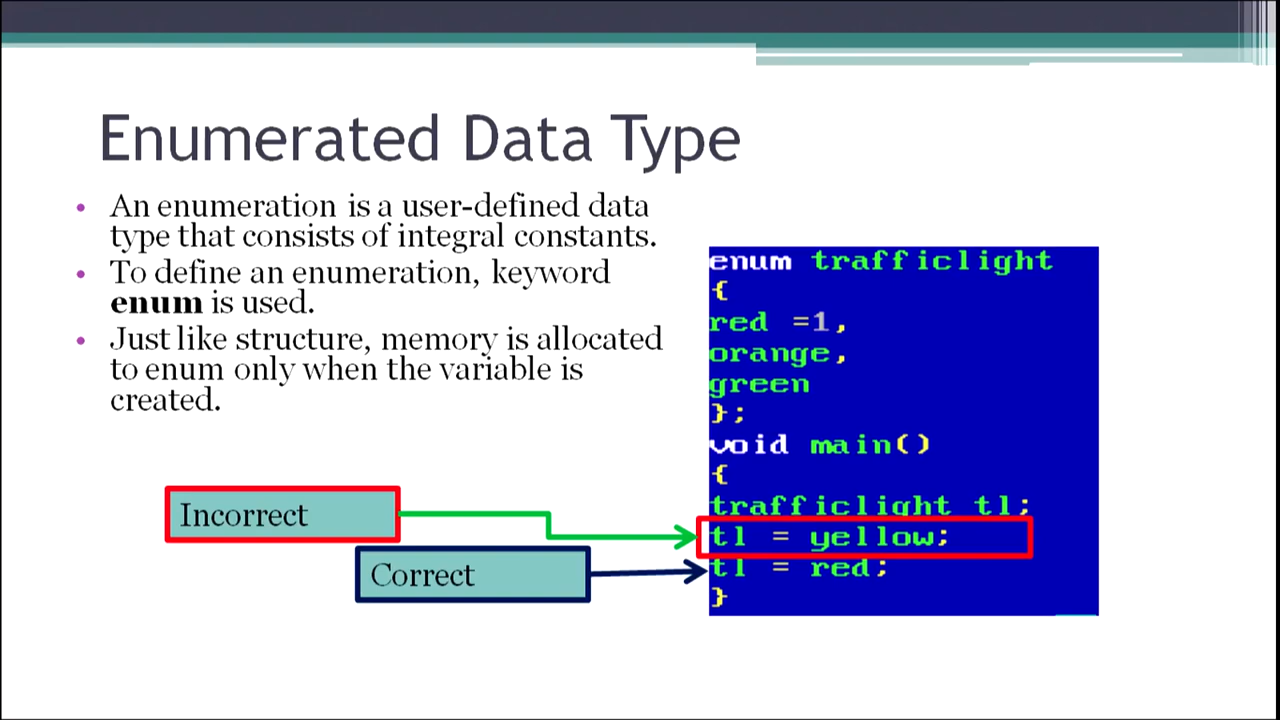 Enumerated Data Type
• An enumeration is a user-defined data
type that consists of integral constants.
• To define an enumeration, keyword
enum is used.
• Just like structure, memory is allocated
to enum only when the variable is
created.
enum trafficlight
{
red =1,
orange,
green
};
void main()
{
trafficlight tl;
tl = yellow;
tl = red;
}
Incorrect
Correct